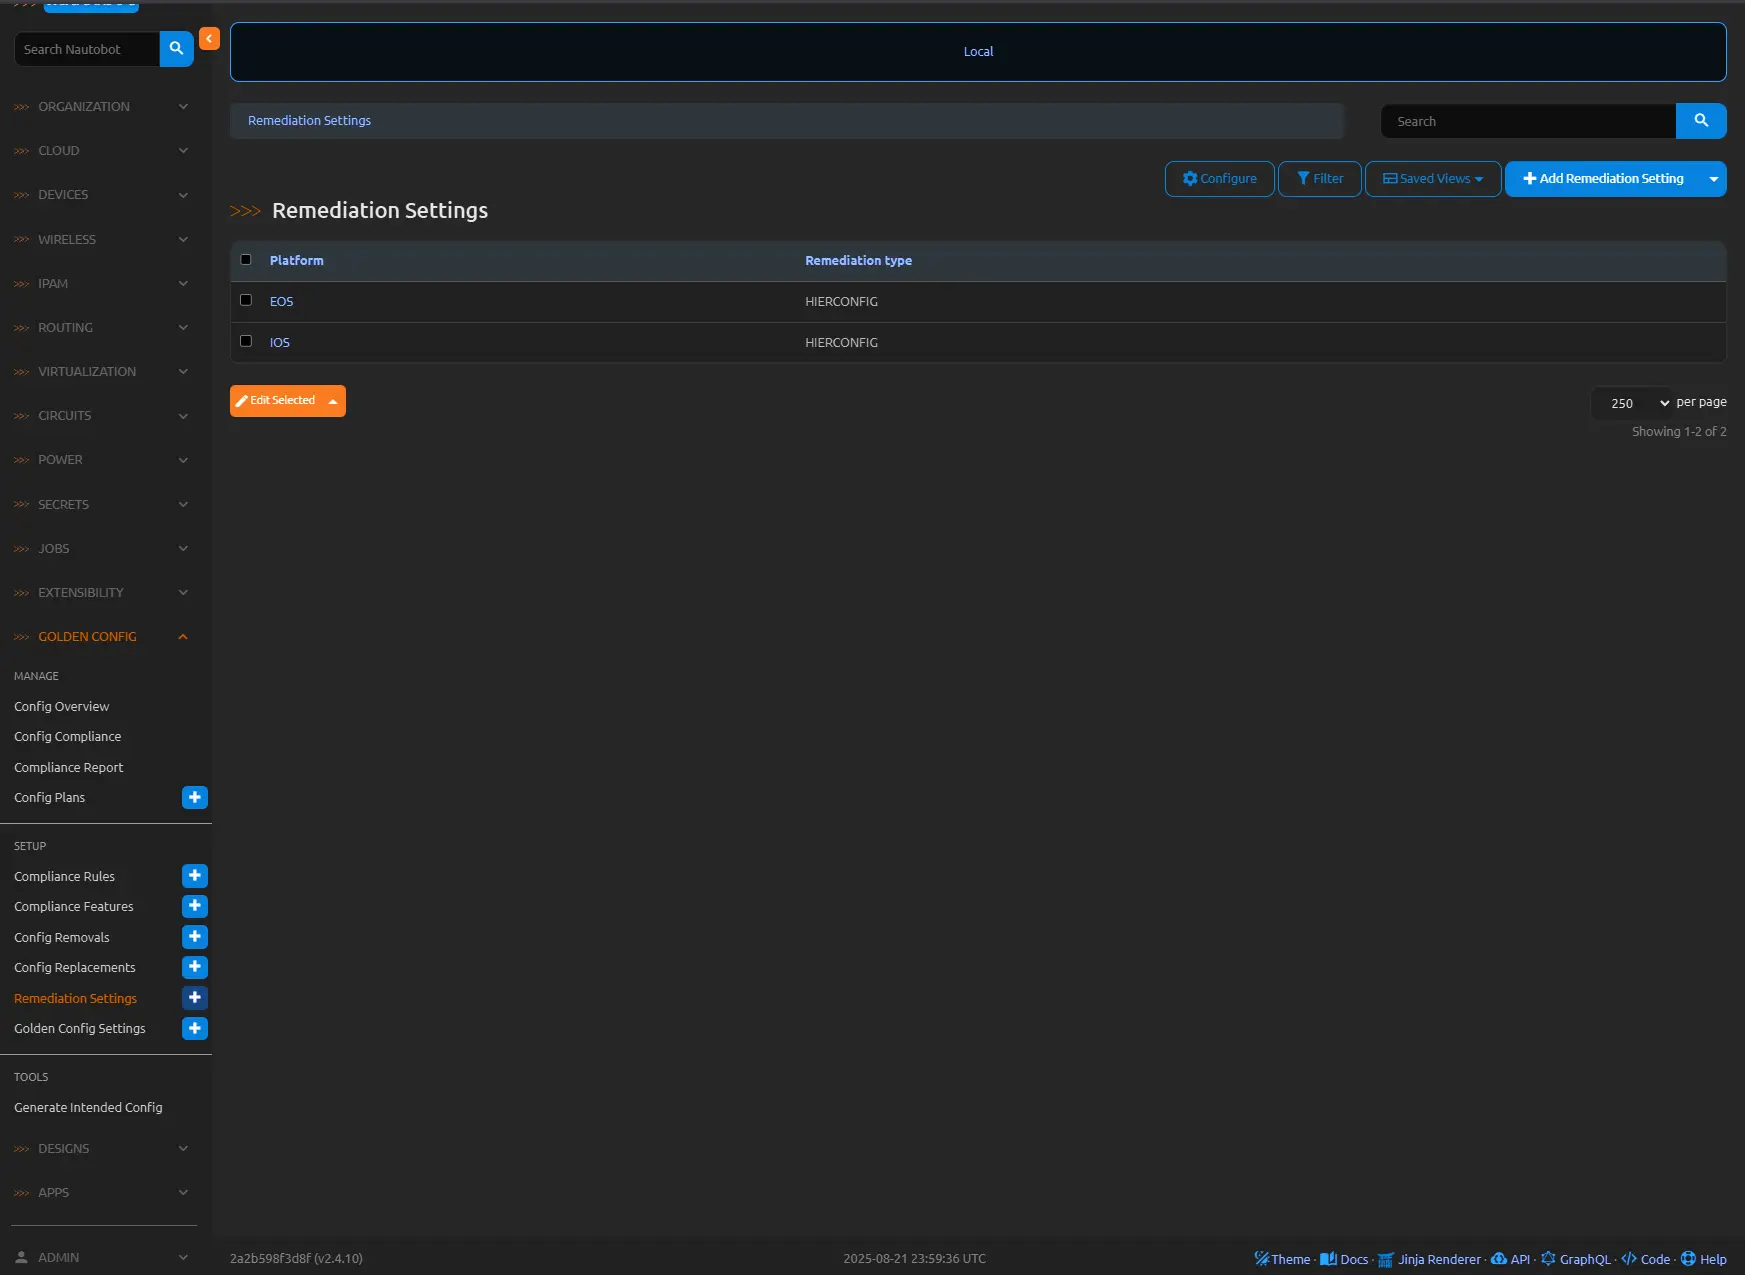 Search Nautobot
Local
Remediation Settings
Search
Configure
Filter
Saved Views
Add Remediation Setting
>>> Remediation Settings
Platform Remediation type
EOS HIERCONFIG
IOS HIERCONFIG
Edit Selected
250 per page
Showing 1-2 of 2
>>> ORGANIZATION
>>> CLOUD
>>> DEVICES
>>> WIRELESS
>>> IPAM
>>> ROUTING
>>> VIRTUALIZATION
>>> CIRCUITS
>>> POWER
>>> SECRETS
>>> JOBS
>>> EXTENSIBILITY
>>> GOLDEN CONFIG
MANAGE
Config Overview
Config Compliance
Compliance Report
Config Plans
SETUP
Compliance Rules
Compliance Features
Config Removals
Config Replacements
Remediation Settings
Golden Config Settings
TOOLS
Generate Intended Config
>>> DESIGNS
>>> APPS
ADMIN
2a2b598f3d8f (v2.4.10)
2025-08-21 23:59:36 UTC
Theme · Docs · Jinja Renderer · API · GraphQL · Code · Help